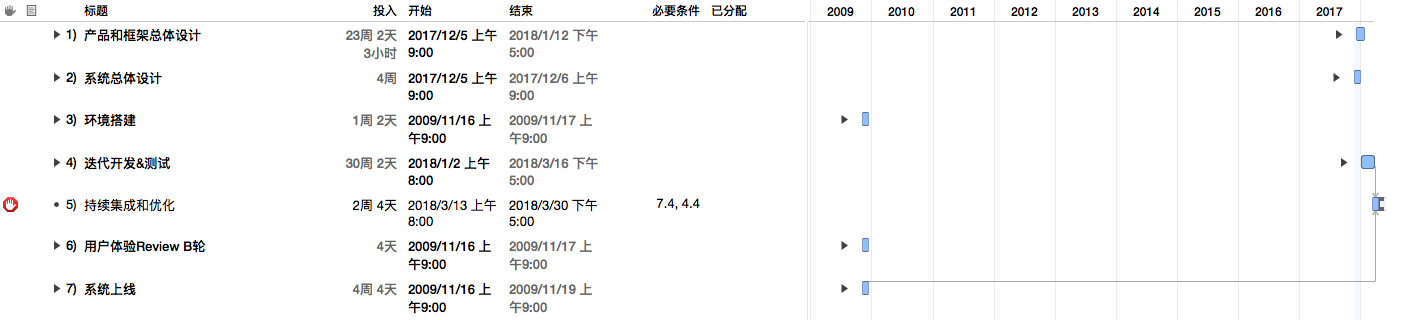 标题 投入 开始 结束 必要条件 已分配 2009 2010 2011 2012 2013 2014 2015 2016 2017
1) 产品和框架总体设计 23周 2天 2017/12/5 上午 2018/1/12 下午
3小时 9:00 5:00
2) 系统总体设计 4周 2017/12/5 上午 2017/12/6 上午
9:00 9:00
3) 环境搭建 1周 2天 2009/11/16 上 2009/11/17 上
午9:00 午9:00
4) 迭代开发&测试 30周 2天 2018/1/2 上午 2018/3/16 下午
8:00 5:00
5) 持续集成和优化 2周 4天 2018/3/13 上午 2018/3/30 下午 7.4, 4.4
8:00 5:00
6) 用户体验Review B轮 4天 2009/11/16 上 2009/11/17 上
午9:00 午9:00
7) 系统上线 4周 4天 2009/11/16 上 2009/11/19 上
午9:00 午9:00